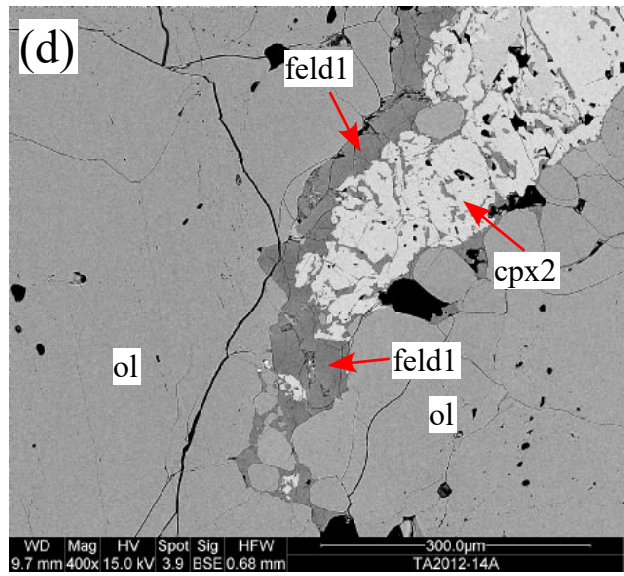 (d)
feld1
cpx2
feld1
ol
ol
WD Mag HV Spot Sig HFW 300.0µm
9.7 mm 400x 15.0 kV 3.9 BSE 0.68 mm TA2012-14A